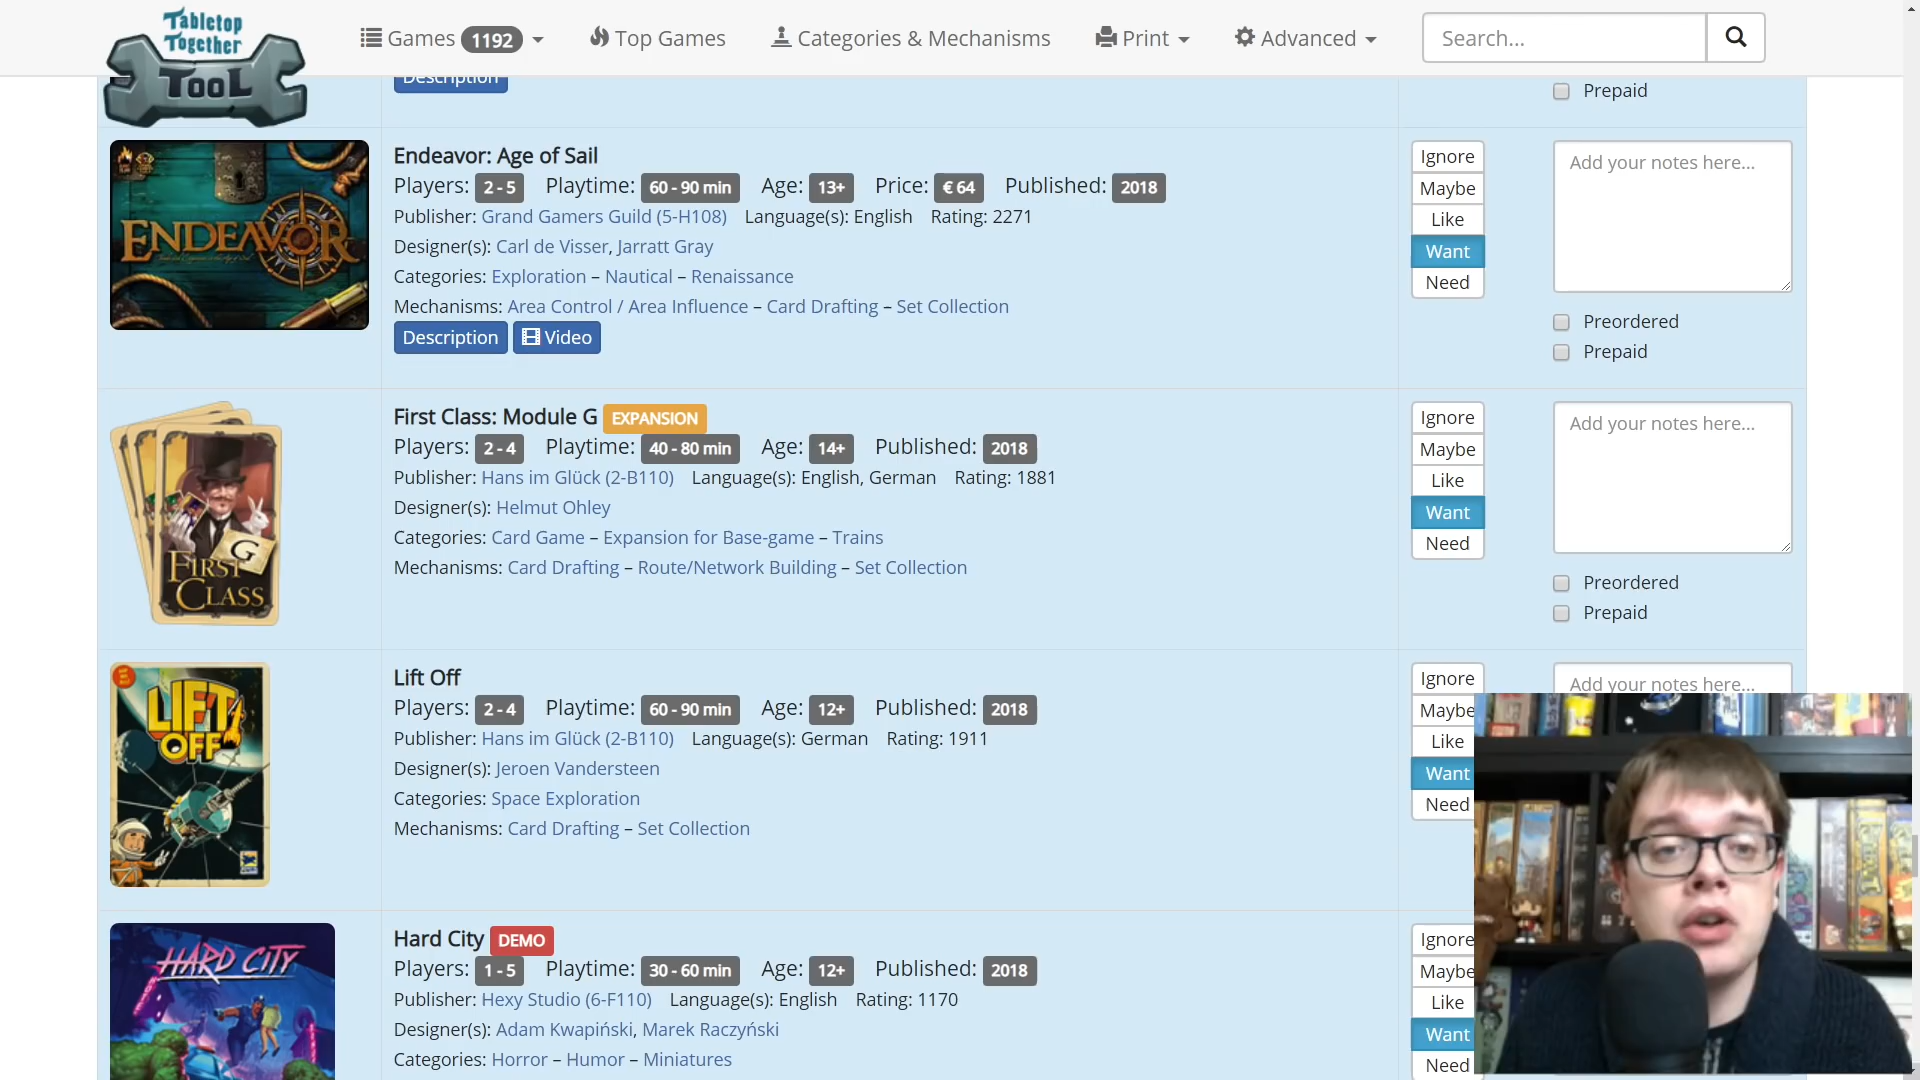 Tabletop
Together
TOOL
Games 1192
Top Games
Categories & Mechanisms
Print
Advanced
Search...
Description
Prepaid
ENDEAVOR
Endeavor: Age of Sail
Players: 2 - 5 Playtime: 60 - 90 min Age: 13+ Price: € 64 Published: 2018
Publisher: Grand Gamers Guild (5-H108) Language(s): English Rating: 2271
Designer(s): Carl de Visser, Jarratt Gray
Categories: Exploration – Nautical – Renaissance
Mechanisms: Area Control / Area Influence – Card Drafting – Set Collection
Description Video
Ignore
Maybe
Like
Want
Need
Add your notes here...
Preordered
Prepaid
G
FIRST
CLASS
First Class: Module G EXPANSION
Players: 2 - 4 Playtime: 40 - 80 min Age: 14+ Published: 2018
Publisher: Hans im Glück (2-B110) Language(s): English, German Rating: 1881
Designer(s): Helmut Ohley
Categories: Card Game – Expansion for Base-game – Trains
Mechanisms: Card Drafting – Route/Network Building – Set Collection
Ignore
Maybe
Like
Want
Need
Add your notes here...
Preordered
Prepaid
LIFT
OFF
Lift Off
Players: 2 - 4 Playtime: 60 - 90 min Age: 12+ Published: 2018
Publisher: Hans im Glück (2-B110) Language(s): German Rating: 1911
Designer(s): Jeroen Vandersteen
Categories: Space Exploration
Mechanisms: Card Drafting – Set Collection
Ignore
Maybe
Like
Want
Need
Add your notes here...
HARD CITY
Hard City DEMO
Players: 1 - 5 Playtime: 30 - 60 min Age: 12+ Published: 2018
Publisher: Hexy Studio (6-F110) Language(s): English Rating: 1170
Designer(s): Adam Kwapiński, Marek Raczyński
Categories: Horror – Humor – Miniatures
Ignore
Maybe
Like
Want
Need